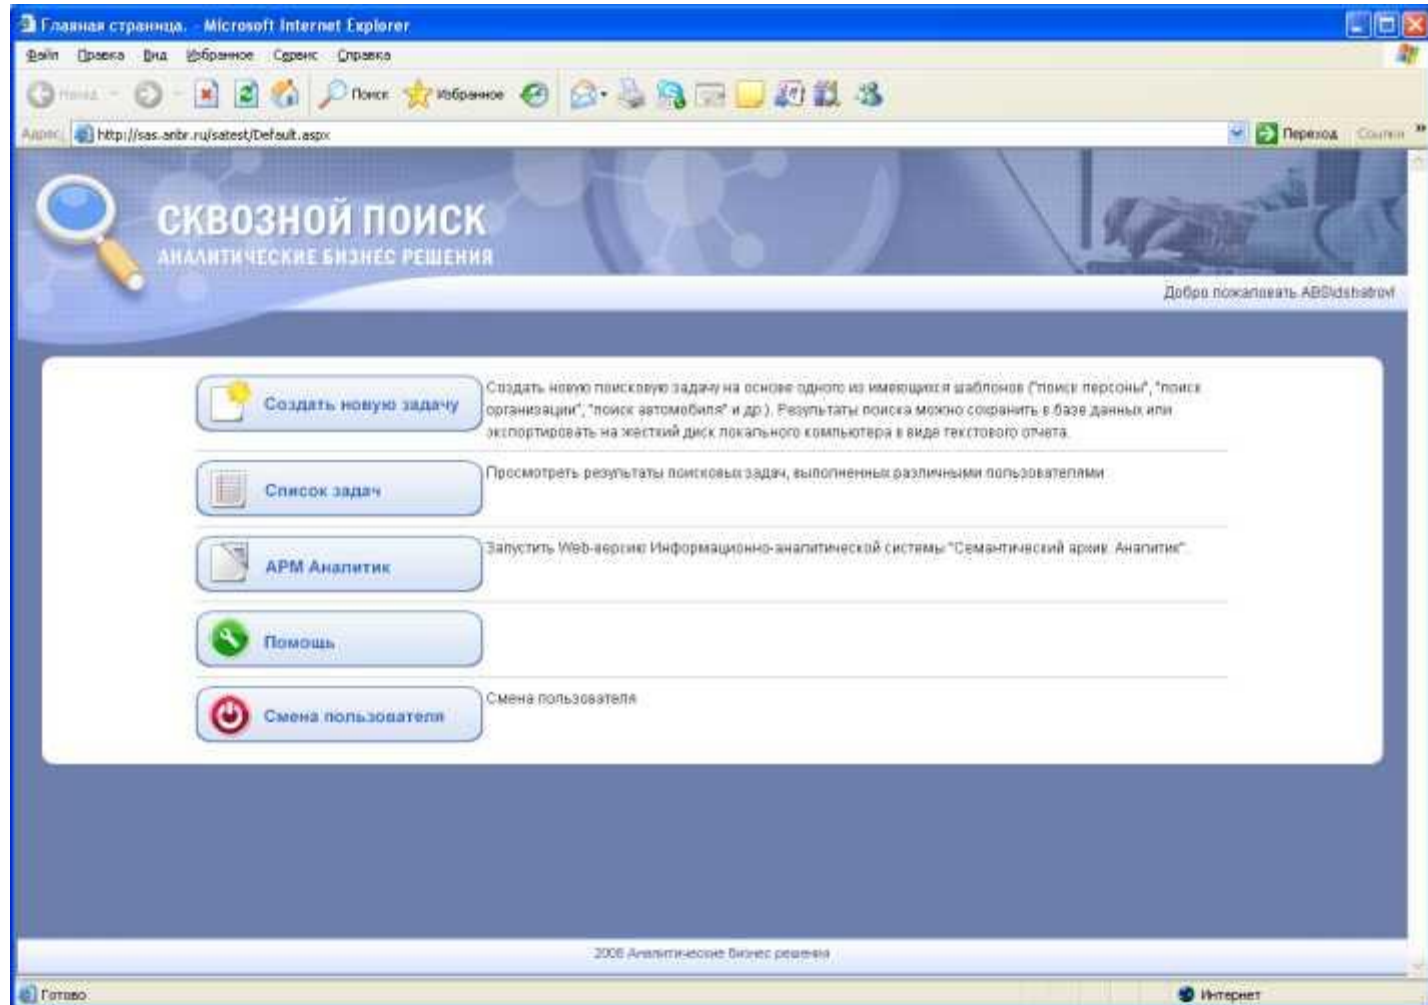 Главная страница. - Microsoft Internet Explorer
Файл Правка Вид Избранное Сервис Справка
Назад Поиск Избранное
Адрес: http://sas.anbr.ru/satest/Default.aspx Переход Ссылки »
СКВОЗНОЙ ПОИСК
АНАЛИТИЧЕСКИЕ БИЗНЕС РЕШЕНИЯ
Добро пожаловать
Создать новую задачу
Создать новую поисковую задачу на основе одного из имеющихся шаблонов ("поиск персоны", "поиск
организации", "поиск автомобиля" и др.). Результаты поиска можно сохранить в базе данных или
экспортировать на жесткий диск локального компьютера в виде текстового отчета.
Список задач
Просмотреть результаты поисковых задач, выполненных различными пользователями
АРМ Аналитик
Запустить Web-версию Информационно-аналитической системы "Семантический архив. Аналитик".
Помощь
Смена пользователя
Смена пользователя
Аналитические бизнес решения
Готово Интернет